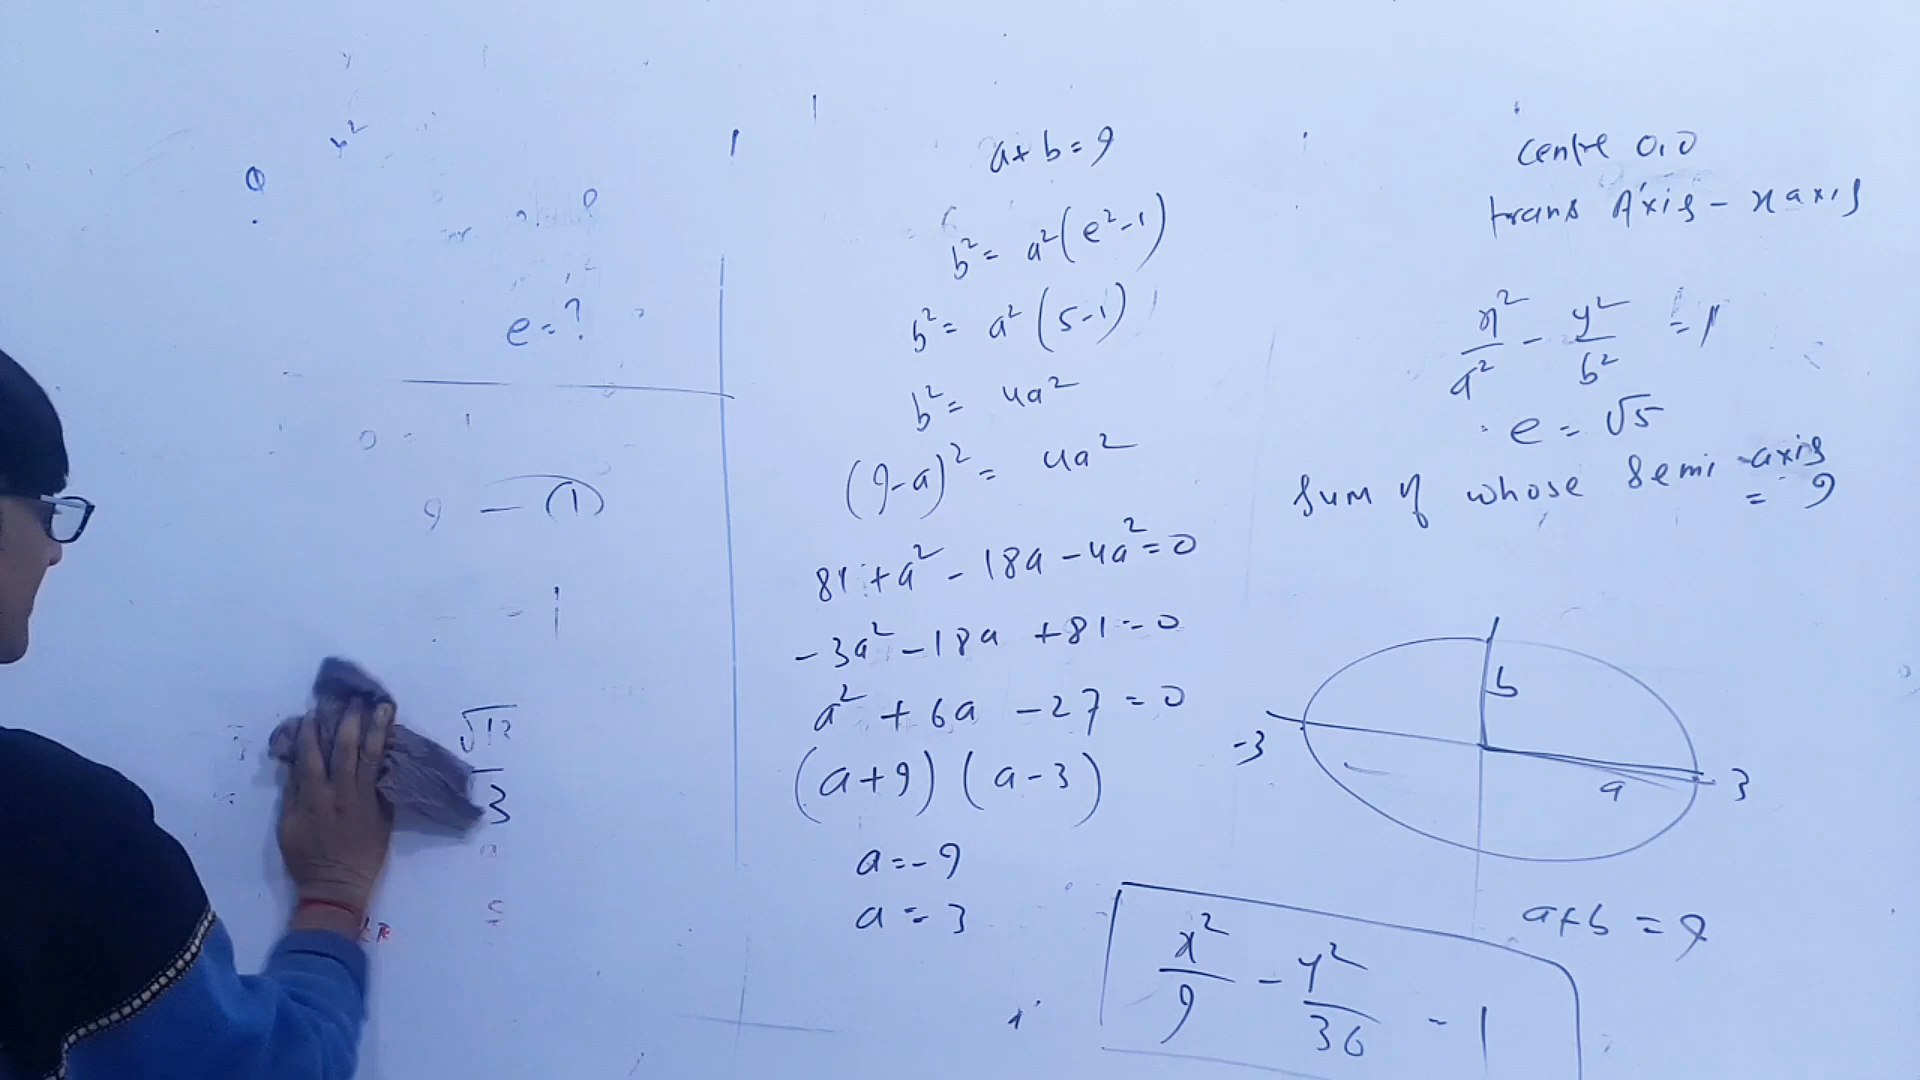 e = ?
9 — (1)
- 1
√12
3
a + b = 9
b² = a² (e² - 1)
b² = a² (5 - 1)
b² = 4a²
(9 - a)² = 4a²
81 + a² - 18a - 4a² = 0
-3a² - 18a + 81 = 0
a² + 6a - 27 = 0
(a + 9) (a - 3)
a = -9
a = 3
centre 0,0
trans Axis - x axis
x²/a² - y²/b² = 1
e = √5
Sum of whose Semi axis = 9
b
-3
a
3
a + b = 9
x²/9 - y²/36 = 1